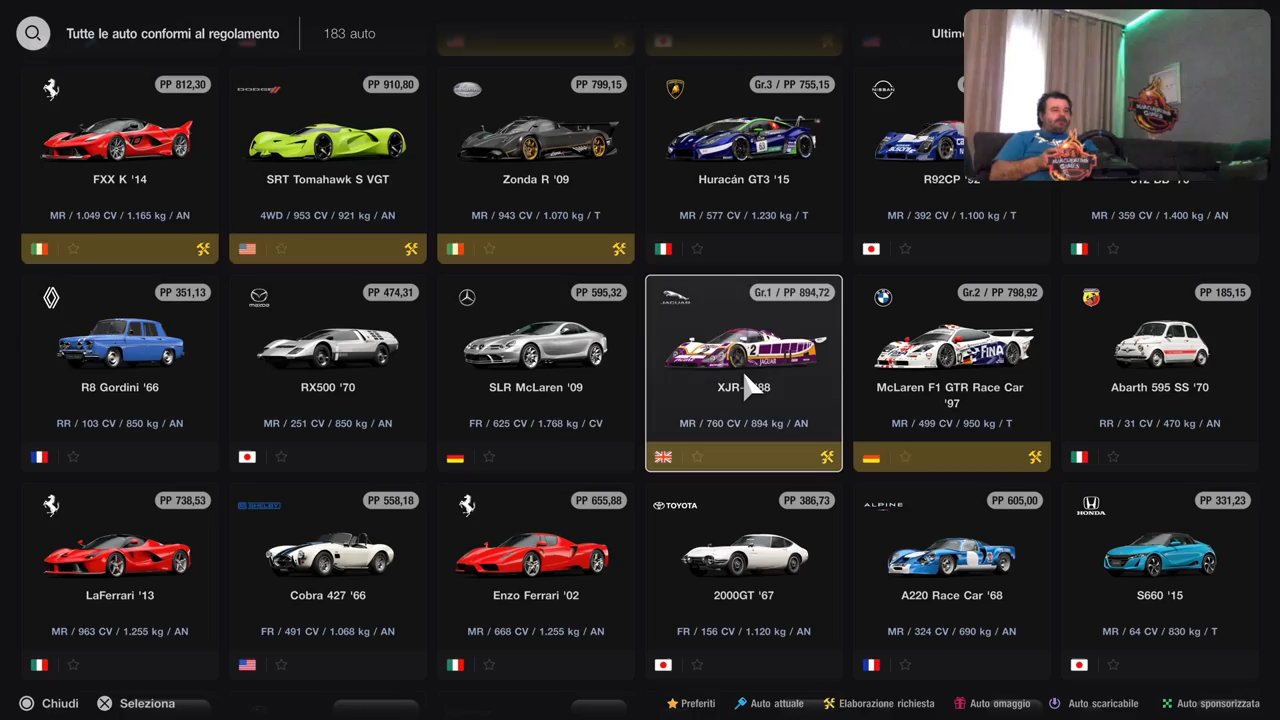 Tutte le auto conformi al regolamento
183 auto
PP 812,30
FXX K '14
MR / 1.049 CV / 1.165 kg / AN
DODGE
PP 910,80
SRT Tomahawk S VGT
4WD / 953 CV / 921 kg / AN
PP 799,15
Zonda R '09
MR / 943 CV / 1.070 kg / T
Gr.3 / PP 755,15
Huracán GT3 '15
MR / 577 CV / 1.230 kg / T
NISSAN
R92CP
MR / 392 CV / 1.100 kg / T
MR / 359 CV / 1.400 kg / AN
PP 351,13
R8 Gordini '66
RR / 103 CV / 850 kg / AN
mazda
PP 474,31
RX500 '70
MR / 251 CV / 850 kg / AN
PP 595,32
SLR McLaren '09
FR / 625 CV / 1.768 kg / CV
JAGUAR
Gr.1 / PP 894,72
MR / 760 CV / 894 kg / AN
Gr.2 / PP 798,92
FINA
McLaren F1 GTR Race Car
'97
MR / 499 CV / 950 kg / T
PP 185,15
Abarth 595 SS '70
RR / 31 CV / 470 kg / AN
PP 738,53
LaFerrari '13
MR / 963 CV / 1.255 kg / AN
SHELBY
PP 558,18
Cobra 427 '66
FR / 491 CV / 1.068 kg / AN
PP 655,88
Enzo Ferrari '02
MR / 668 CV / 1.255 kg / AN
TOYOTA
PP 386,73
2000GT '67
FR / 156 CV / 1.120 kg / AN
ALPINE
PP 605,00
A220 Race Car '68
MR / 324 CV / 690 kg / AN
HONDA
PP 331,23
S660 '15
MR / 64 CV / 830 kg / T
Chiudi
Seleziona
Preferiti
Auto attuale
Elaborazione richiesta
Auto omaggio
Auto scaricabile
Auto sponsorizzata